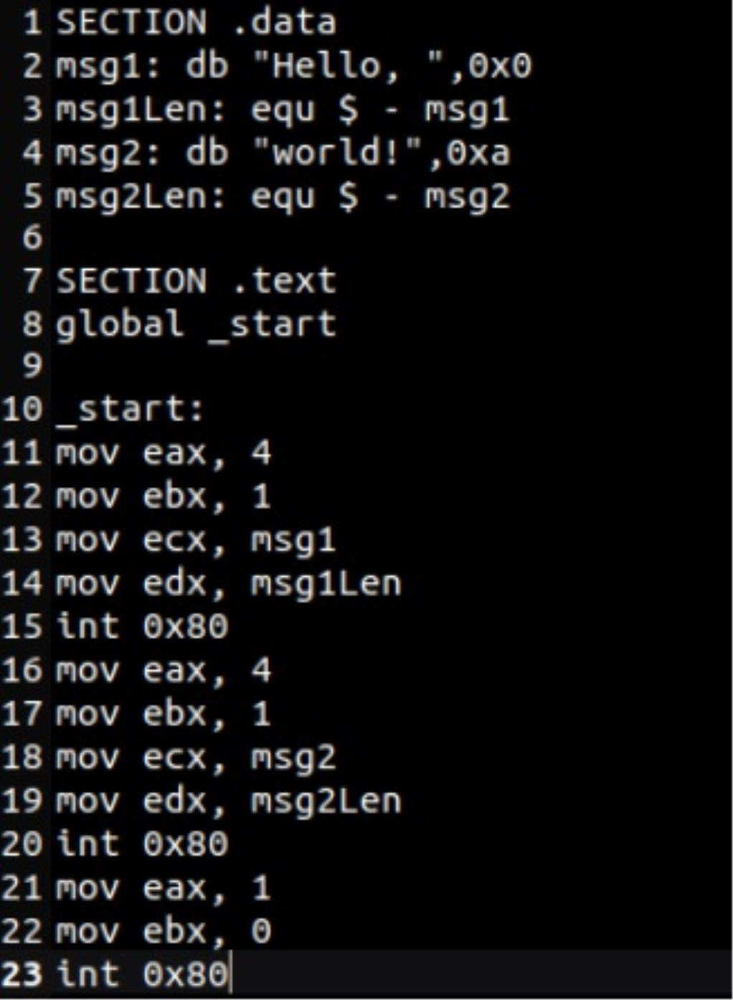 1 SECTION .data
2 msg1: db "Hello, ",0x0
3 msg1Len: equ $ - msg1
4 msg2: db "world!",0xa
5 msg2Len: equ $ - msg2
6
7 SECTION .text
8 global _start
9
10 _start:
11 mov eax, 4
12 mov ebx, 1
13 mov ecx, msg1
14 mov edx, msg1Len
15 int 0x80
16 mov eax, 4
17 mov ebx, 1
18 mov ecx, msg2
19 mov edx, msg2Len
20 int 0x80
21 mov eax, 1
22 mov ebx, 0
23 int 0x80